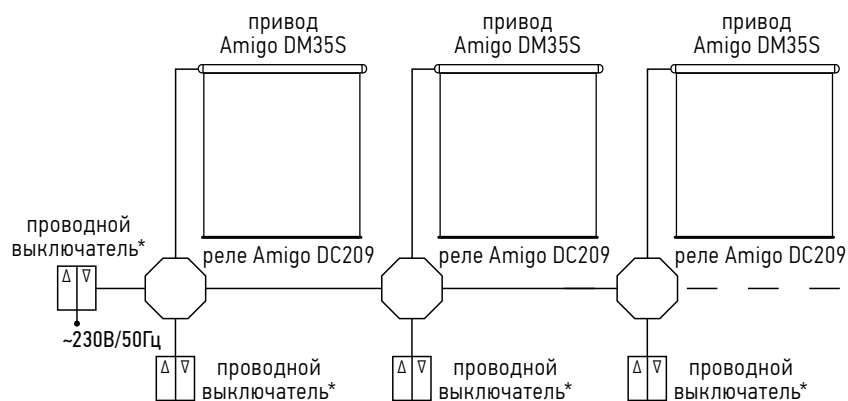 привод
Amigo DM35S
привод
Amigo DM35S
привод
Amigo DM35S
проводной
выключатель*
реле Amigo DC209
реле Amigo DC209
реле Amigo DC209
~230В/50Гц
проводной
выключатель*
проводной
выключатель*
проводной
выключатель*